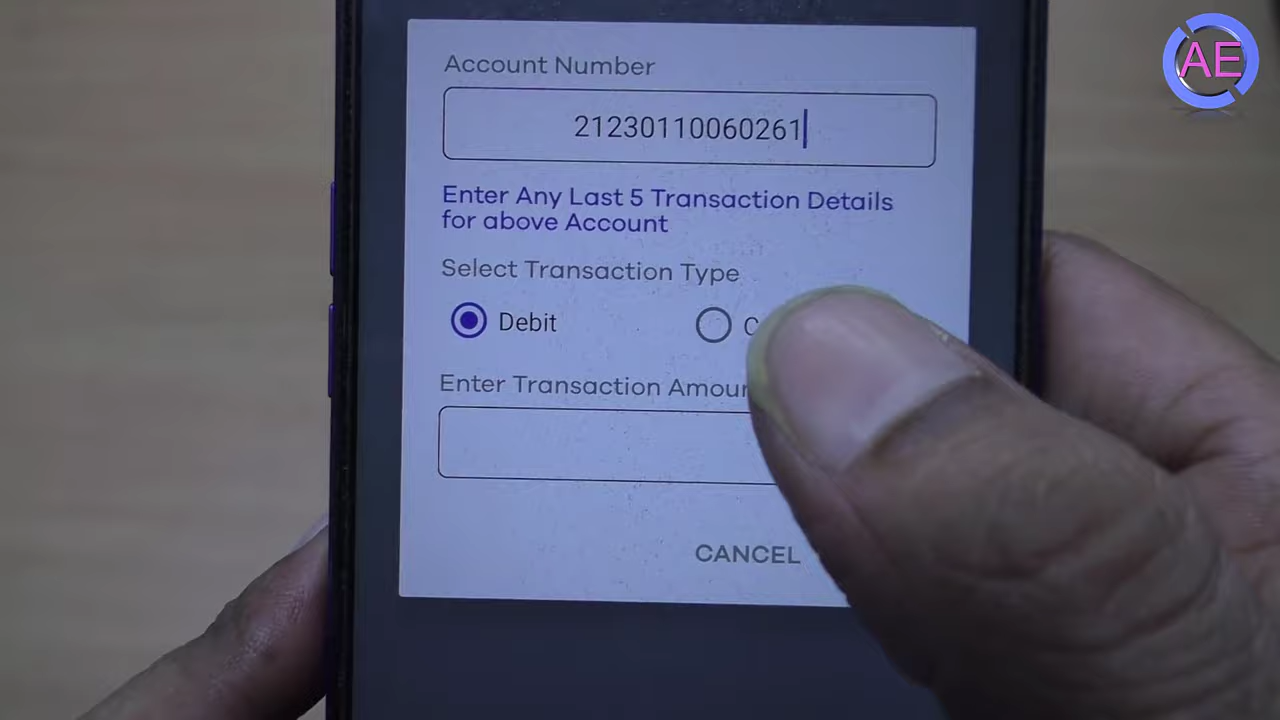 AE
Account Number
21230110060261
Enter Any Last 5 Transaction Details
for above Account
Select Transaction Type
Debit
Enter Transaction
CANCEL